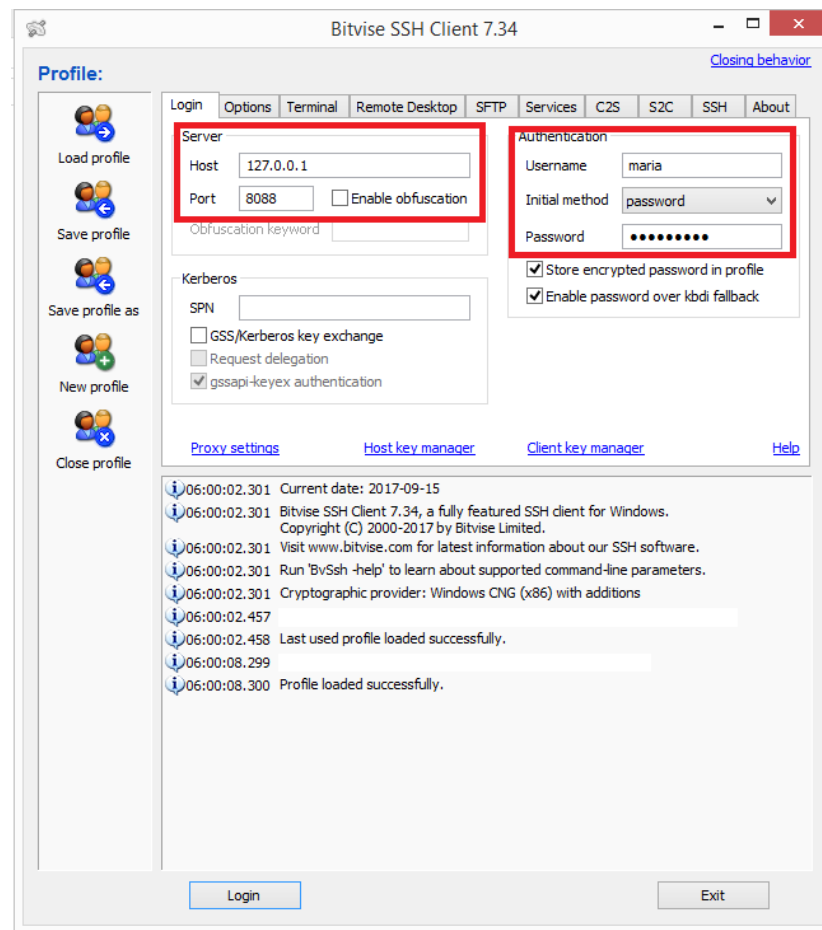 Bitvise SSH Client 7.34
Closing behavior
Profile:
Load profile
Save profile
Save profile as
New profile
Close profile
Login Options Terminal Remote Desktop SFTP Services C2S S2C SSH About
Server
Host 127.0.0.1
Port 8088 Enable obfuscation
Obfuscation keyword
Kerberos
SPN
GSS/Kerberos key exchange
Request delegation
gssapi-keyex authentication
Authentication
Username maria
Initial method password
Password •••••••••
Store encrypted password in profile
Enable password over kbdi fallback
Proxy settings Host key manager Client key manager Help
06:00:02.301 Current date: 2017-09-15
06:00:02.301 Bitvise SSH Client 7.34, a fully featured SSH client for Windows.
Copyright (C) 2000-2017 by Bitvise Limited.
06:00:02.301 Visit www.bitvise.com for latest information about our SSH software.
06:00:02.301 Run 'BvSsh -help' to learn about supported command-line parameters.
06:00:02.301 Cryptographic provider: Windows CNG (x86) with additions
06:00:02.457
06:00:02.458 Last used profile loaded successfully.
06:00:08.299
06:00:08.300 Profile loaded successfully.
Login Exit